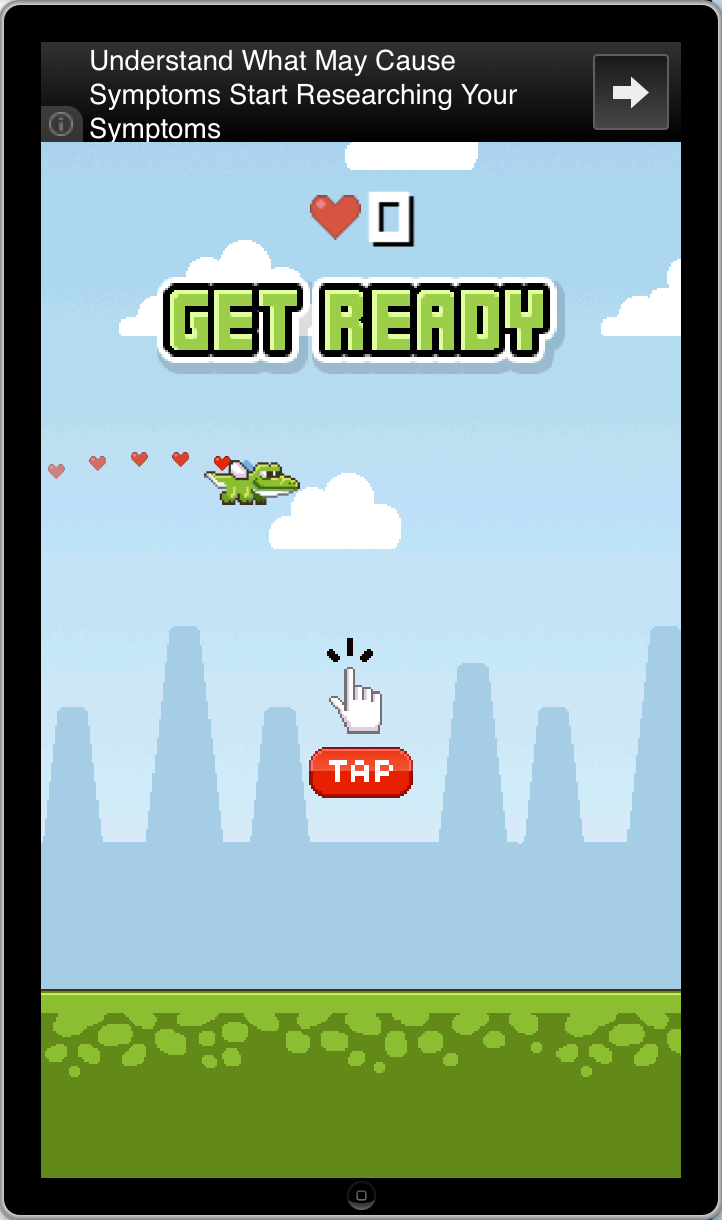 Understand What May Cause
Symptoms Start Researching Your
Symptoms
0
GET READY
TAP